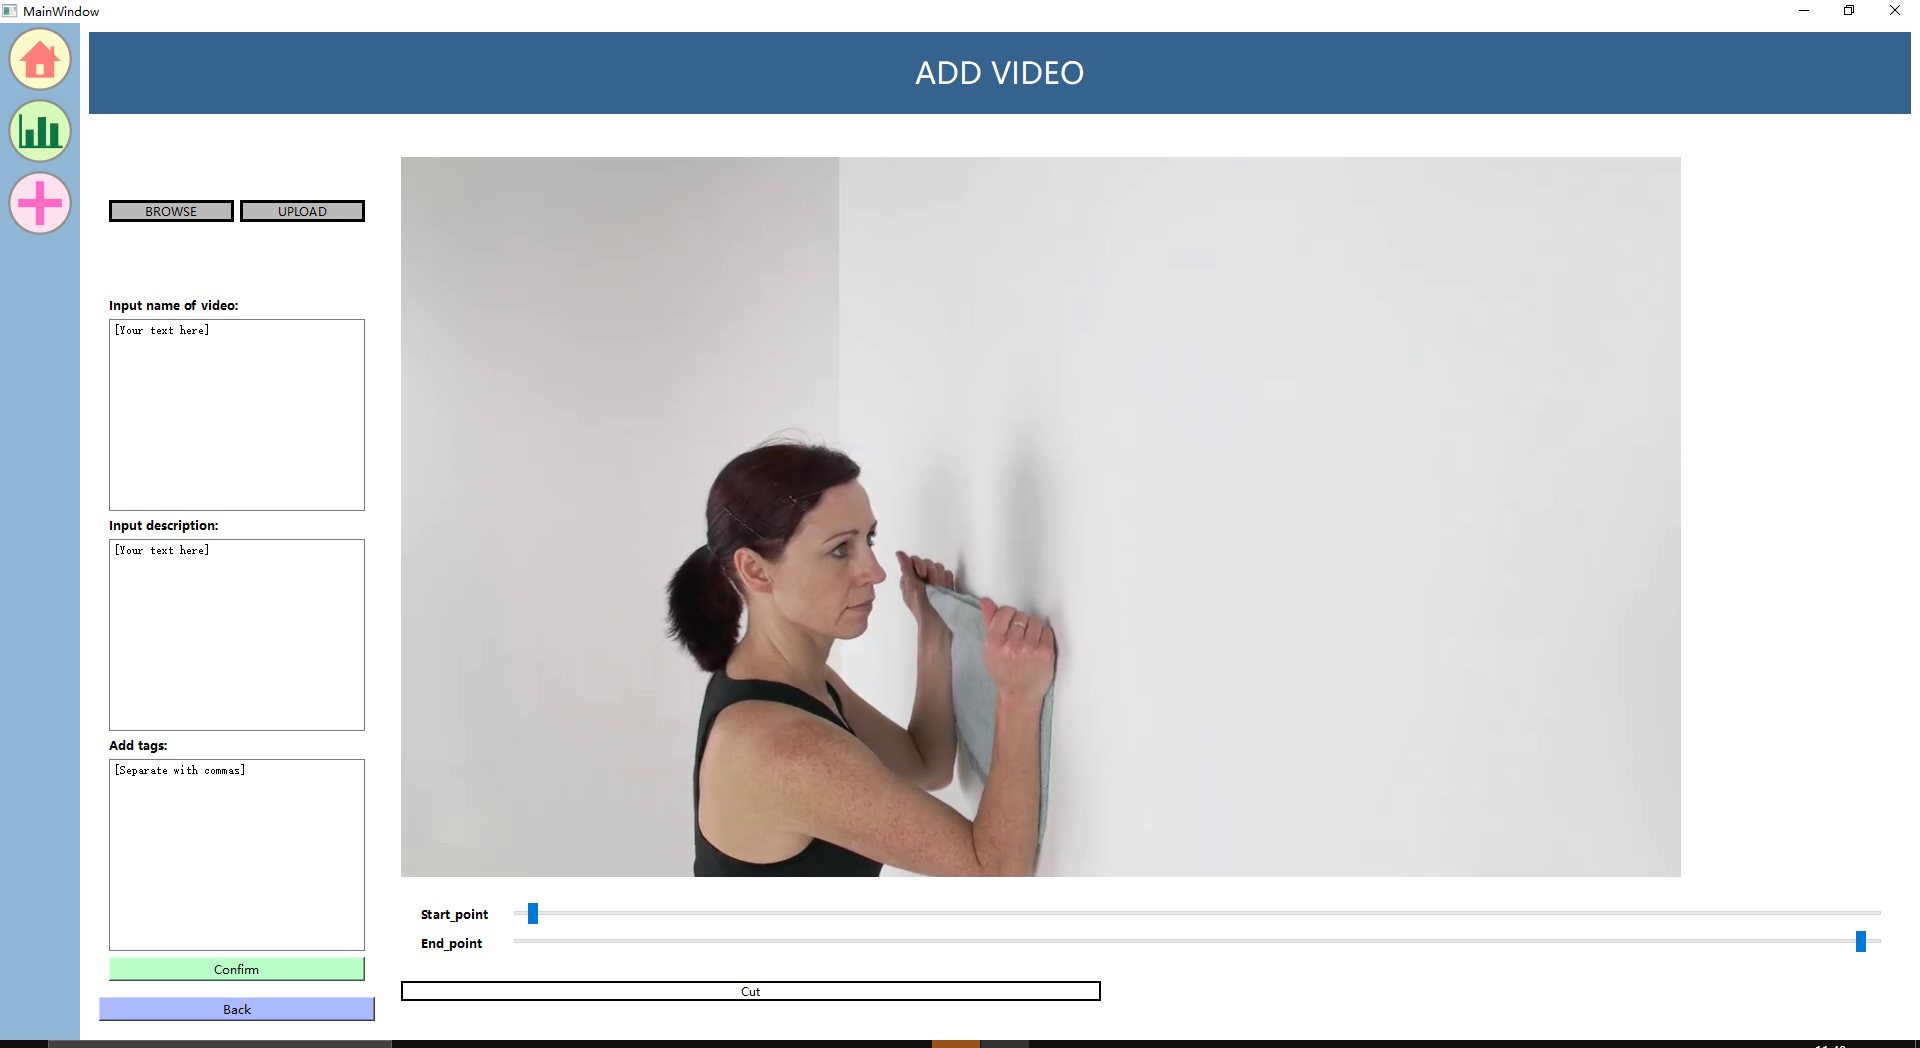 MainWindow
ADD VIDEO
BROWSE UPLOAD
Input name of video:
[Your text here]
Input description:
[Your text here]
Add tags:
[Separate with commas]
Confirm
Back
Start_point
End_point
Cut